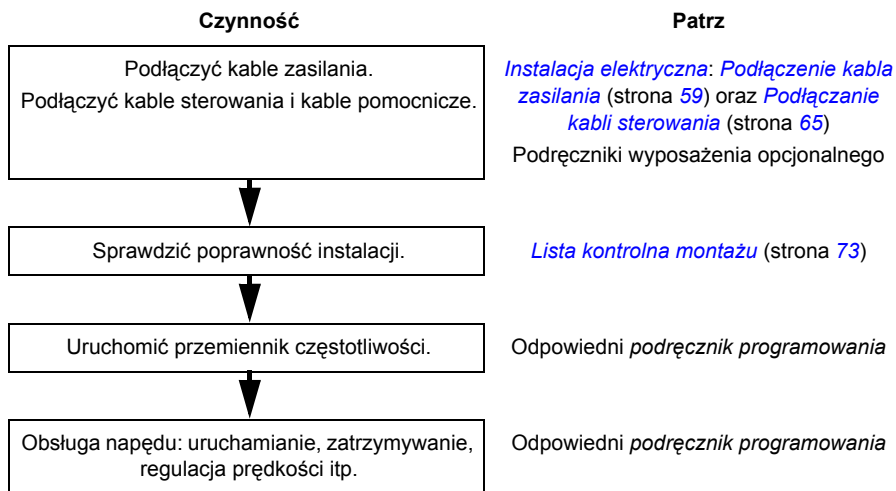 Czynność
Patrz
Podłączyć kable zasilania.
Podłączyć kable sterowania i kable pomocnicze.
Instalacja elektryczna: Podłączenie kabla
zasilania (strona 59) oraz Podłączanie
kabli sterowania (strona 65)
Podręczniki wyposażenia opcjonalnego
Sprawdzić poprawność instalacji.
Lista kontrolna montażu (strona 73)
Uruchomić przemiennik częstotliwości.
Odpowiedni podręcznik programowania
Obsługa napędu: uruchamianie, zatrzymywanie,
regulacja prędkości itp.
Odpowiedni podręcznik programowania